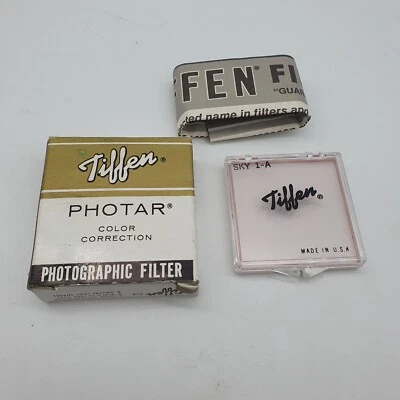 FEN® FI
"GUA
ted name in filters and
Tiffen®
PHOTAR®
COLOR
CORRECTION
PHOTOGRAPHIC FILTER
SKY 1-A
Tiffen®
MADE IN U.S.A